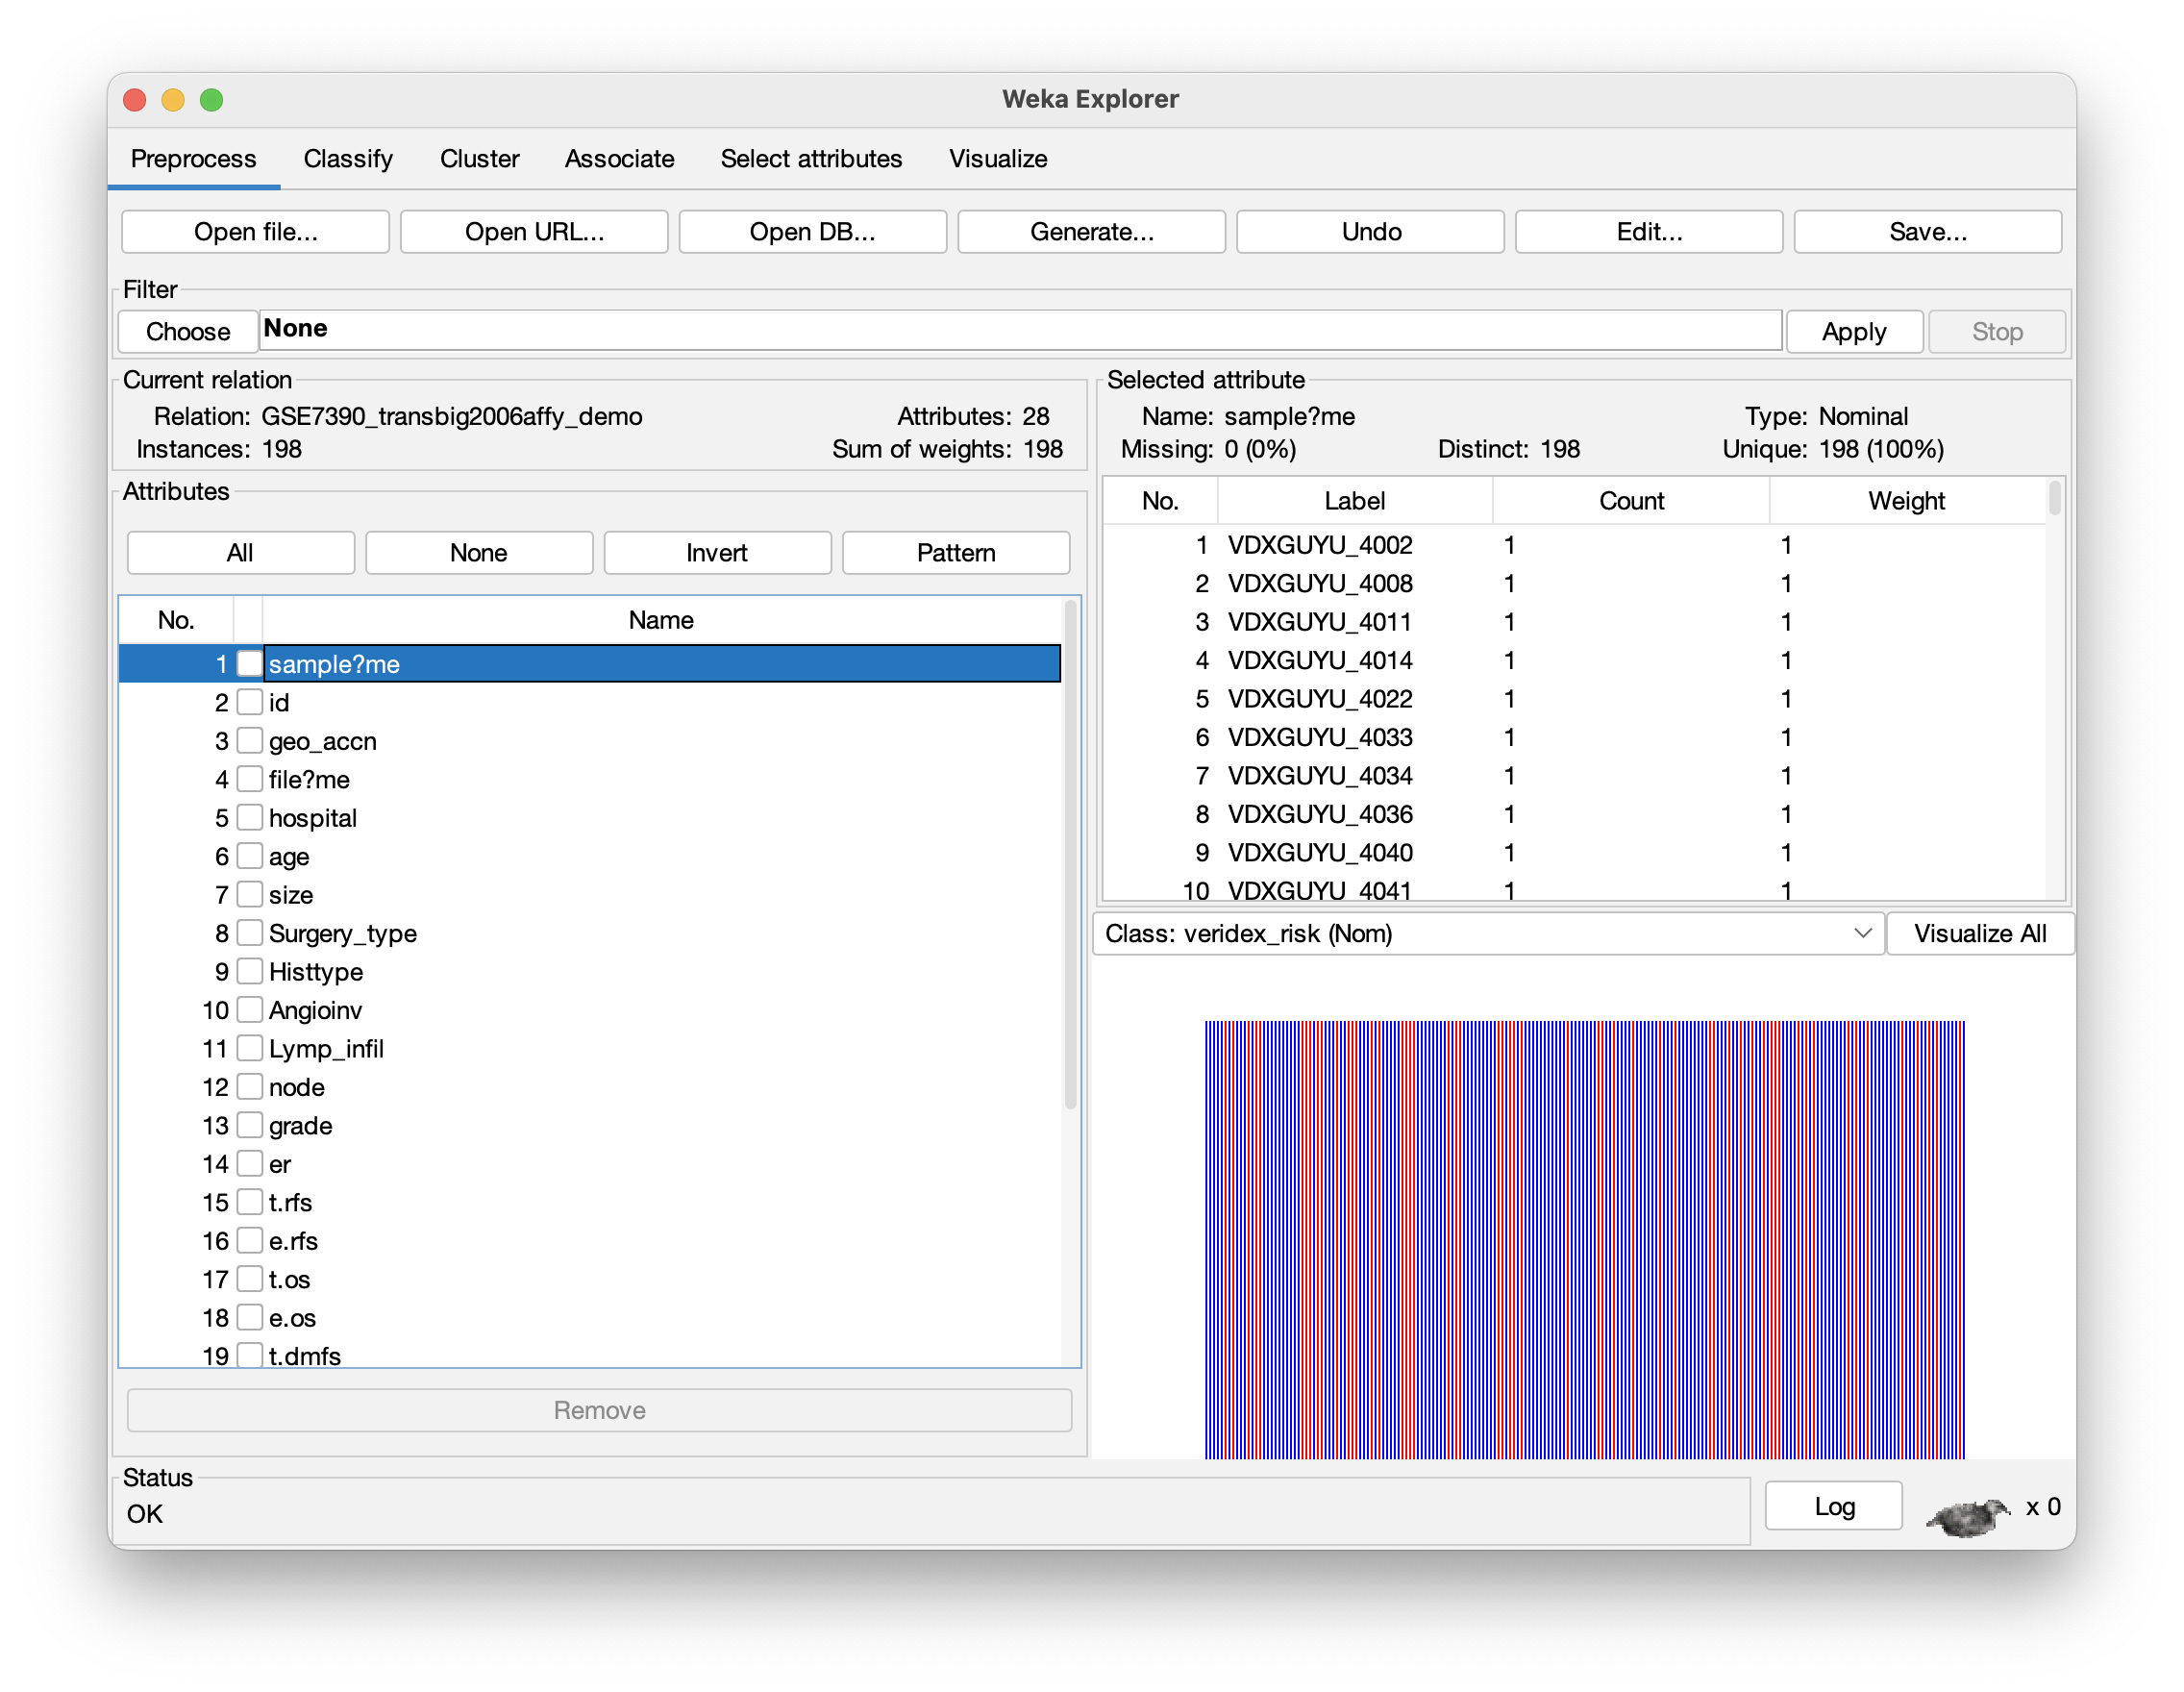 Weka Explorer
Preprocess Classify Cluster Associate Select attributes Visualize
Open file... Open URL... Open DB... Generate... Undo Edit... Save...
Filter
Choose None Apply Stop
Current relation
Relation: GSE7390_transbig2006affy_demo Attributes: 28
Instances: 198 Sum of weights: 198
Selected attribute
Name: sample?me Type: Nominal
Missing: 0 (0%) Distinct: 198 Unique: 198 (100%)
Attributes
All None Invert Pattern
No. Name
1 sample?me
2 id
3 geo_accn
4 file?me
5 hospital
6 age
7 size
8 Surgery_type
9 Histtype
10 Angioinv
11 Lymp_infil
12 node
13 grade
14 er
15 t.rfs
16 e.rfs
17 t.os
18 e.os
19 t.dmfs
Remove
No. Label Count Weight
1 VDXGUYU_4002 1 1
2 VDXGUYU_4008 1 1
3 VDXGUYU_4011 1 1
4 VDXGUYU_4014 1 1
5 VDXGUYU_4022 1 1
6 VDXGUYU_4033 1 1
7 VDXGUYU_4034 1 1
8 VDXGUYU_4036 1 1
9 VDXGUYU_4040 1 1
10 VDXGUYU_4041 1 1
Class: veridex_risk (Nom) Visualize All
Status
OK
Log x 0